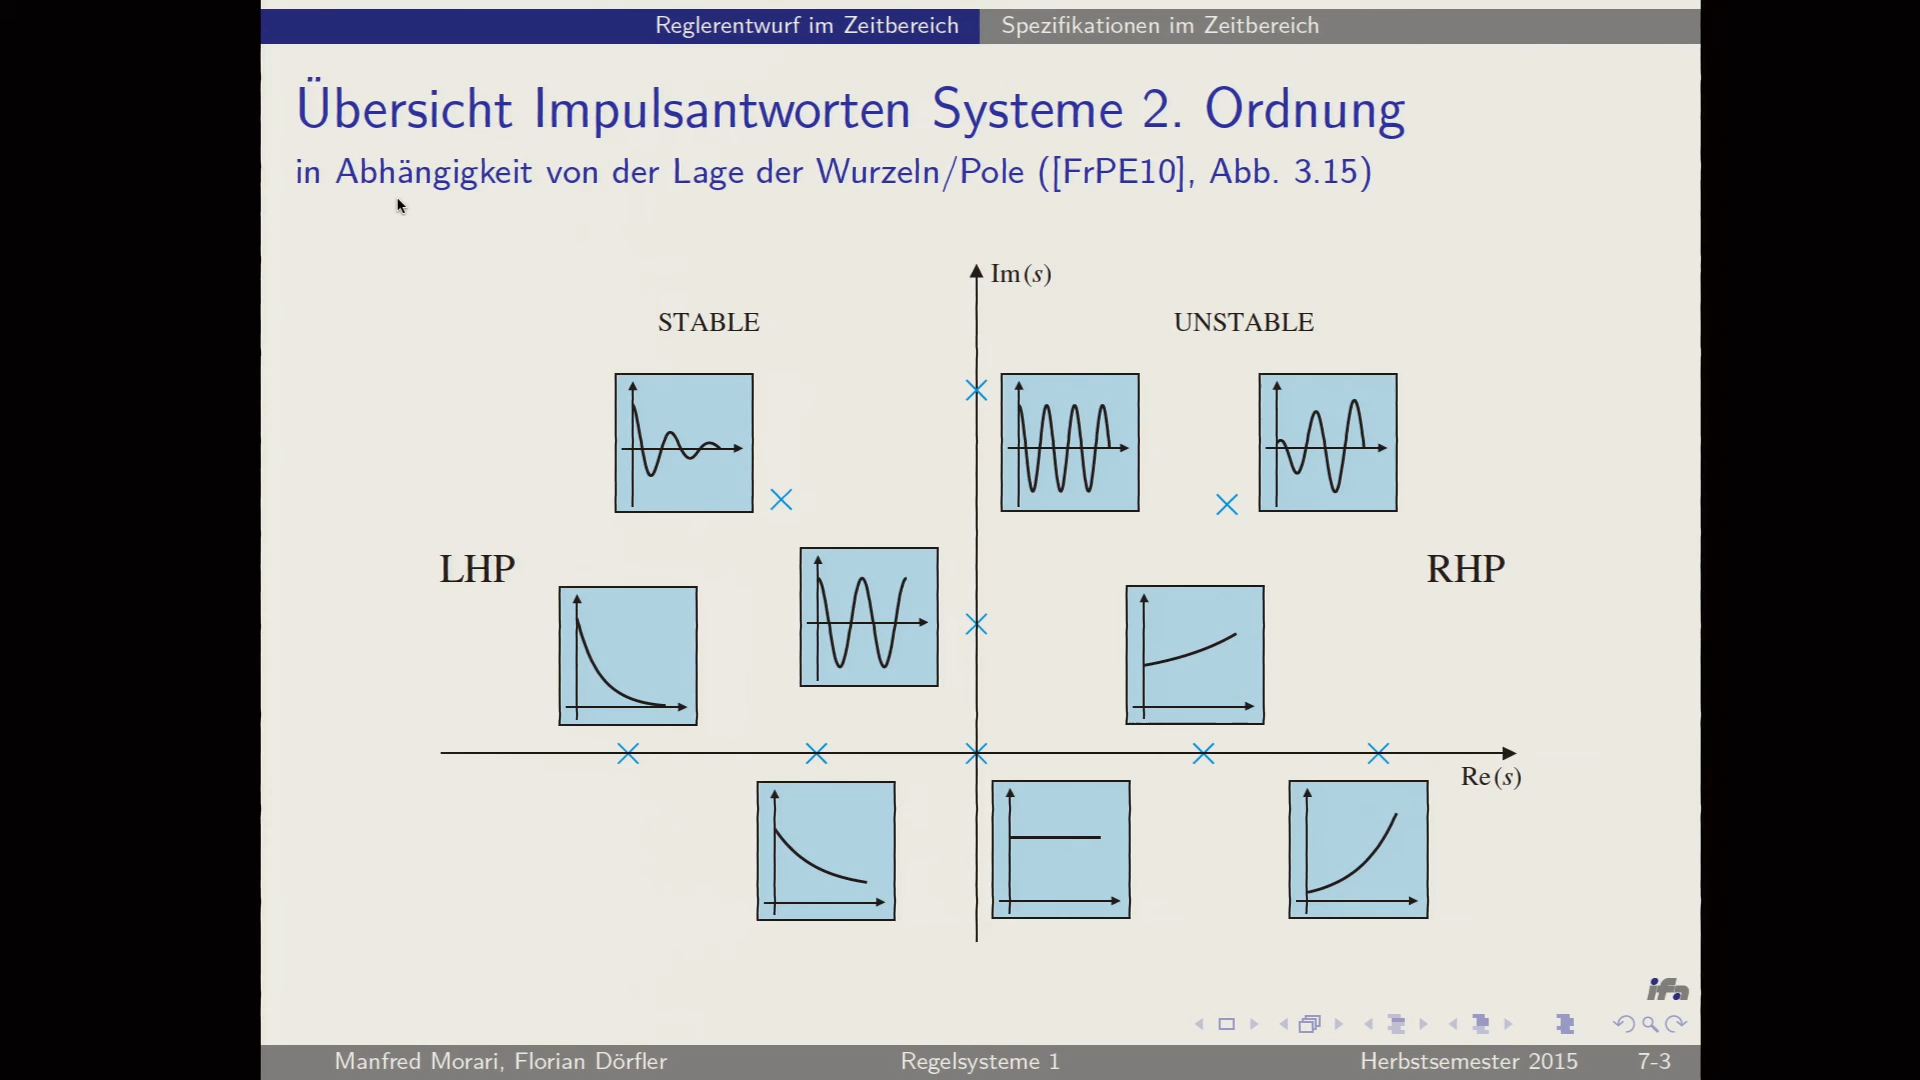 Reglerentwurf im Zeitbereich Spezifikationen im Zeitbereich
Übersicht Impulsantworten Systeme 2. Ordnung
in Abhängigkeit von der Lage der Wurzeln/Pole ([FrPE10], Abb. 3.15)
Im(s)
STABLE UNSTABLE
LHP RHP
Re(s)
ifa
Manfred Morari, Florian Dörfler Regelsysteme 1 Herbstsemester 2015 7-3